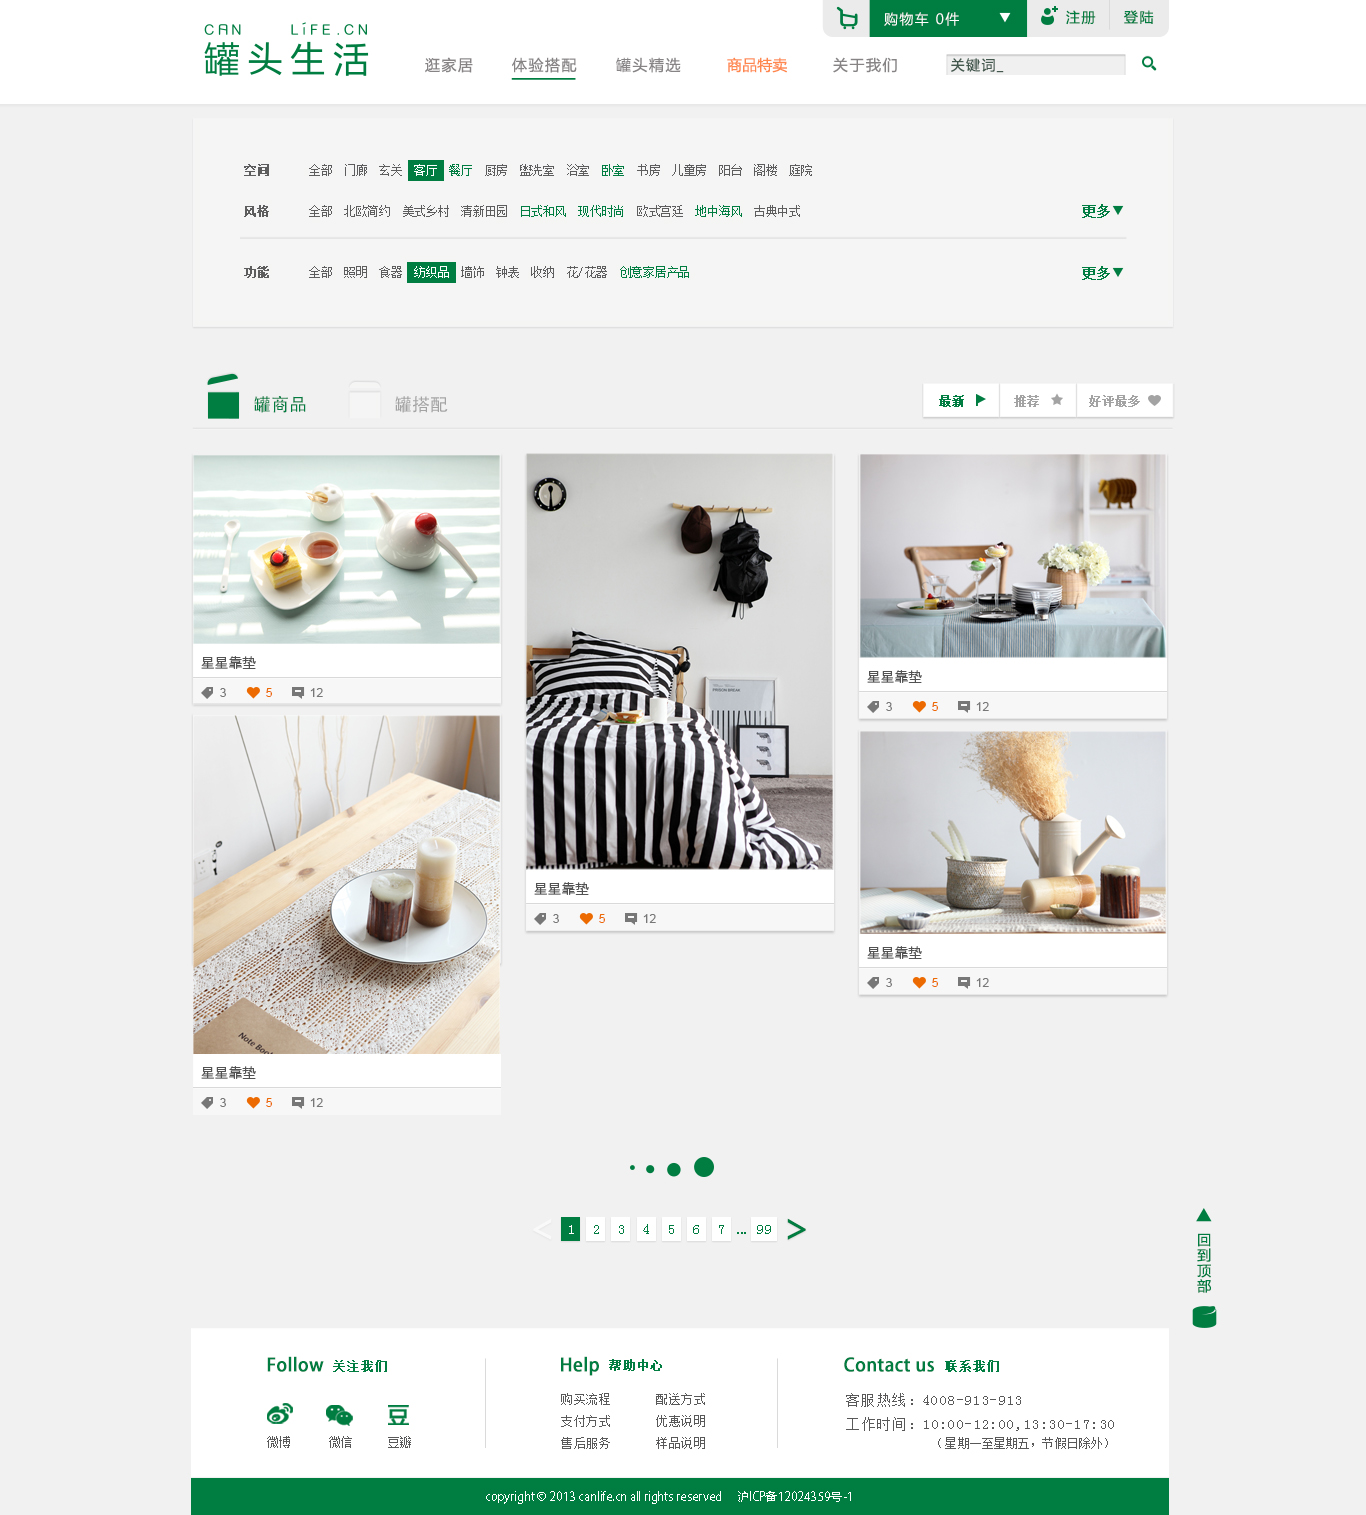 CAN LiFE.CN
罐头生活
购物车 0件
注册
登陆
逛家居 体验搭配 罐头精选 商品特卖 关于我们
关键词_
空间 全部 门廊 玄关 客厅 餐厅 厨房 盥洗室 浴室 卧室 书房 儿童房 阳台 阁楼 庭院
风格 全部 北欧简约 美式乡村 清新田园 日式和风 现代时尚 欧式宫廷 地中海风 古典中式 更多
功能 全部 照明 食器 纺织品 墙饰 钟表 收纳 花/花器 创意家居产品 更多
罐商品 罐搭配
最新 推荐 好评最多
星星靠垫
3 5 12
PRISON BREAK
星星靠垫
3 5 12
星星靠垫
3 5 12
Note Book
星星靠垫
3 5 12
星星靠垫
3 5 12
< 1 2 3 4 5 6 7 ... 99 >
回到顶部
Follow 关注我们
微博 微信 豆瓣
Help 帮助中心
购买流程 配送方式
支付方式 优惠说明
售后服务 样品说明
Contact us 联系我们
客服热线：4008-913-913
工作时间：10:00-12:00,13:30-17:30
（星期一至星期五，节假日除外）
copyright© 2013 canlife.cn all rights reserved 沪ICP备12024359号-1